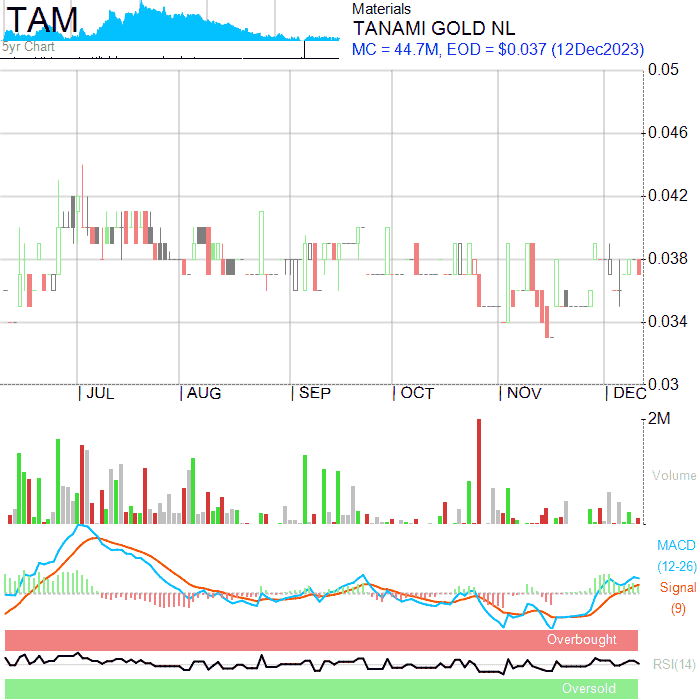 TAM
5yr Chart
Materials
TANAMI GOLD NL
MC = 44.7M, EOD = $0.037 (12Dec2023)
0.05
0.046
0.042
0.038
0.034
0.03
JUL
AUG
SEP
OCT
NOV
DEC
2M
Volume
MACD
(12-26)
Signal
(9)
Overbought
RSI(14)
Oversold